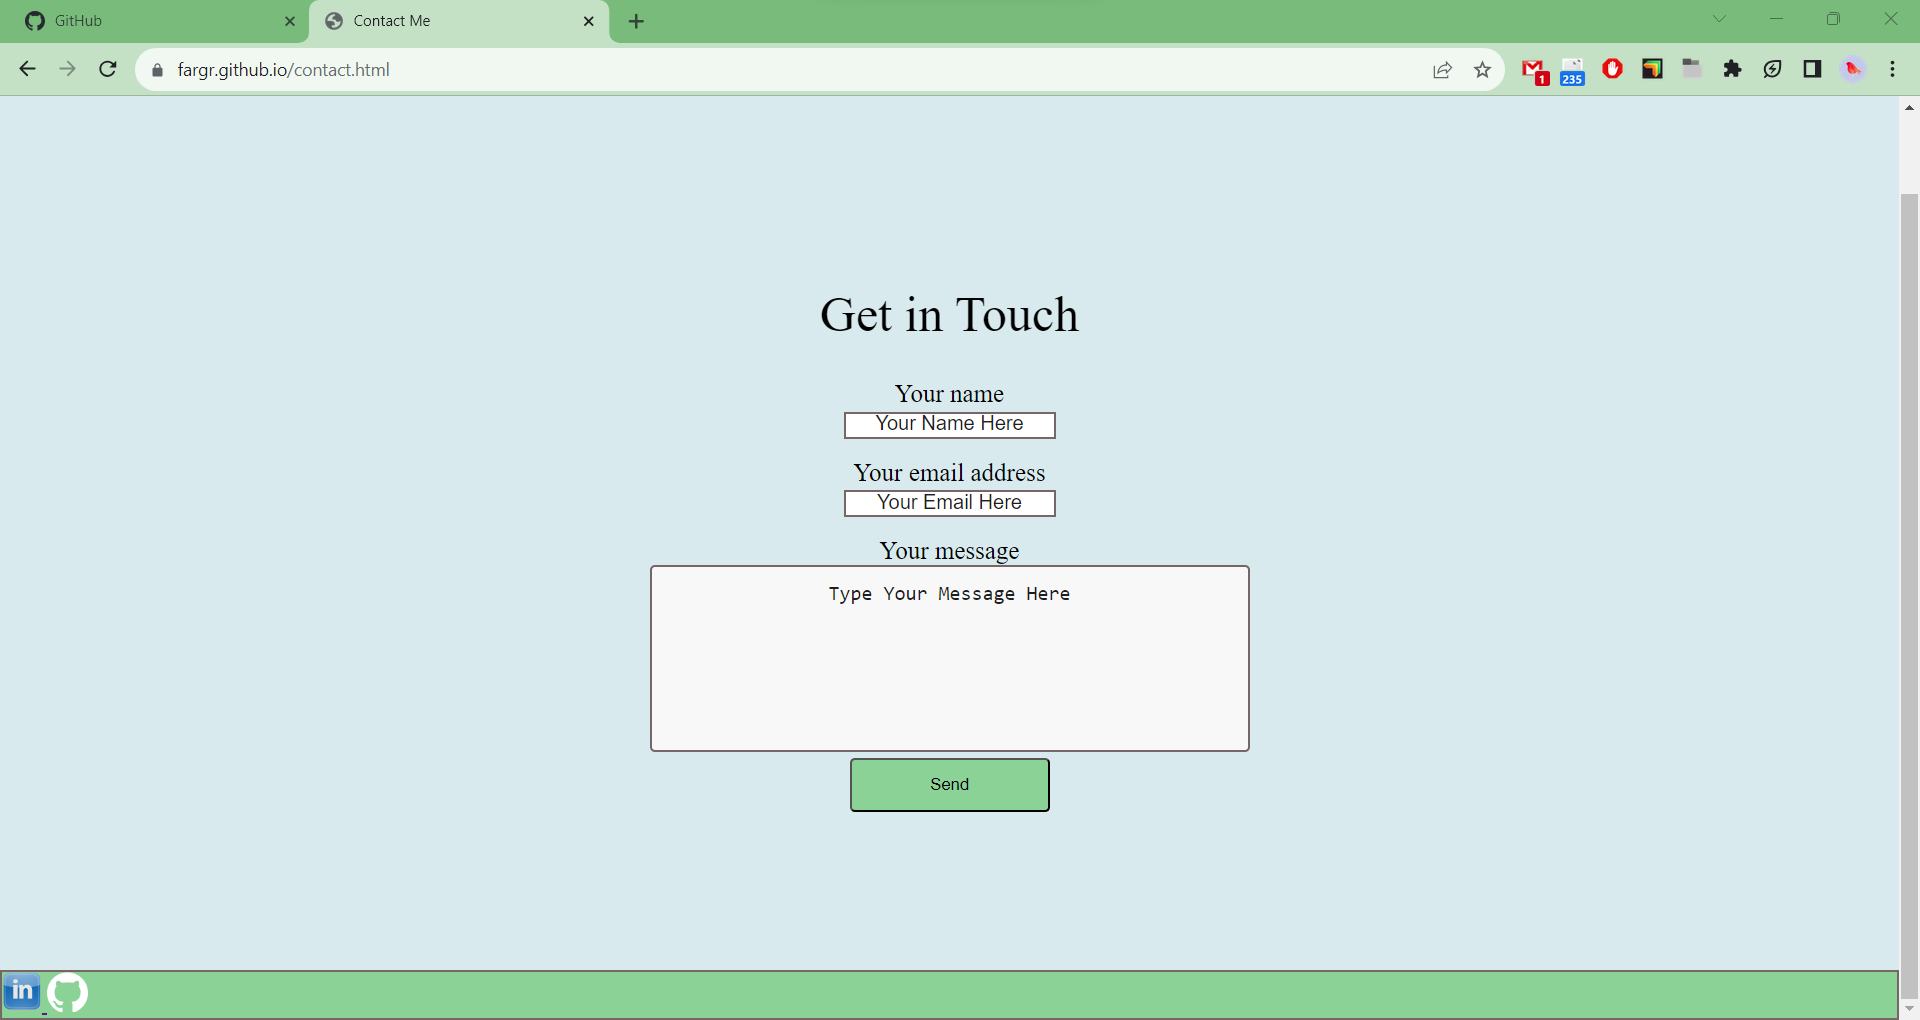 GitHub
Contact Me
fargr.github.io/contact.html
1
235
Get in Touch
Your name
Your Name Here
Your email address
Your Email Here
Your message
Type Your Message Here
Send
in